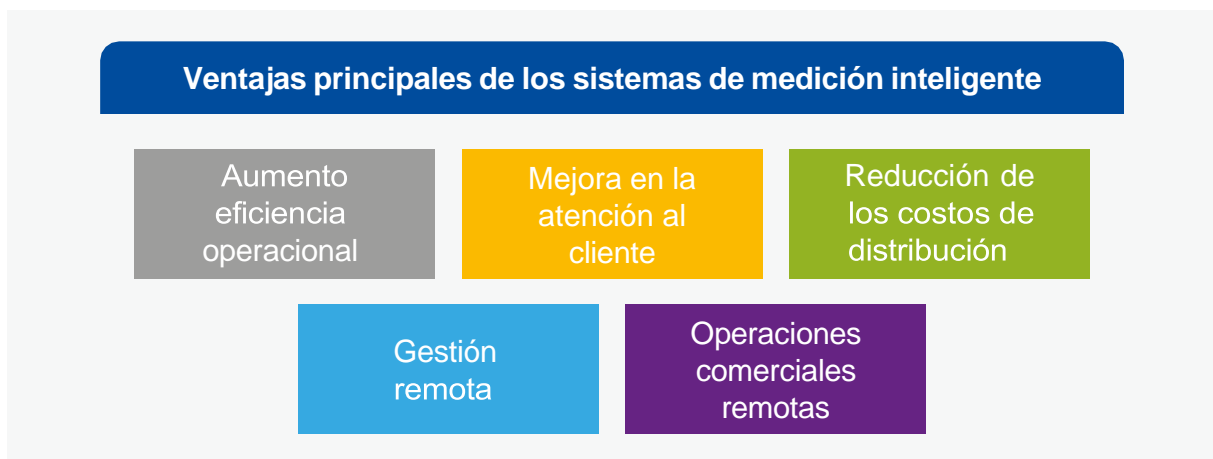 Ventajas principales de los sistemas de medición inteligente
Aumento
eficiencia
operacional
Mejora en la
atención al
cliente
Reducción de
los costos de
distribución
Gestión
remota
Operaciones
comerciales
remotas